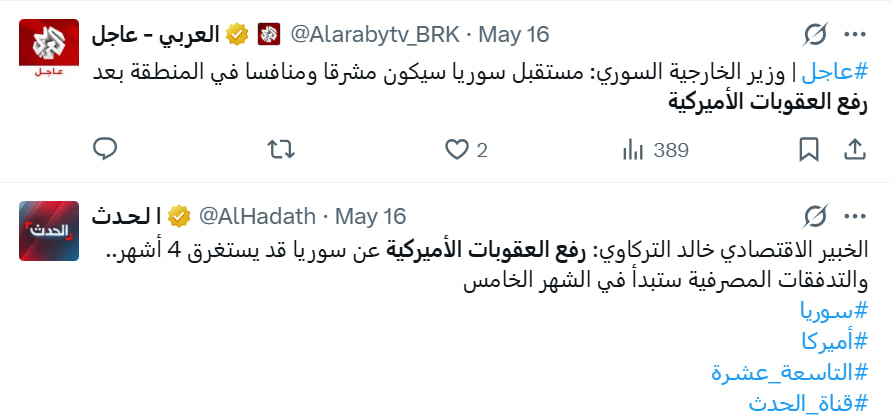 العربي - عاجل @Alarabytv_BRK · May 16
#عاجل | وزير الخارجية السوري: مستقبل سوريا سيكون مشرقا ومنافسا في المنطقة بعد
رفع العقوبات الأميركية
عاجل
2 389
ا لـحـدث @AlHadath · May 16
الحدث
الخبير الاقتصادي خالد التركاوي: رفع العقوبات الأميركية عن سوريا قد يستغرق 4 أشهر..
والتدفقات المصرفية ستبدأ في الشهر الخامس
#سوريا
#أميركا
#التاسعة_عشرة
#قناة_الحدث